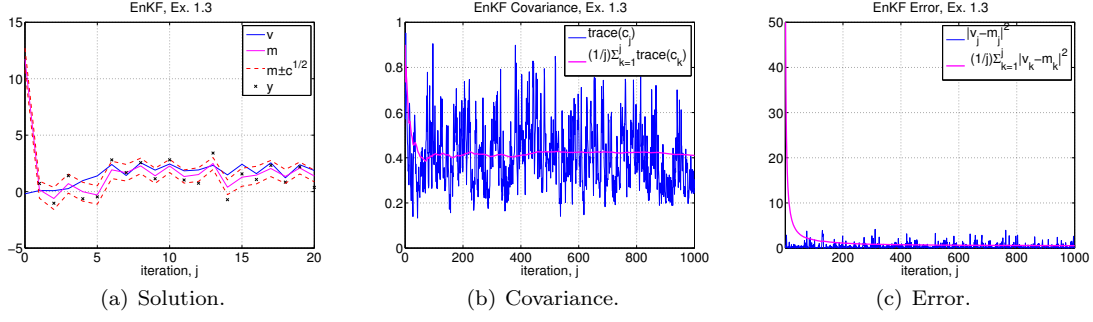 EnKF, Ex. 1.3
15
10
5
0
−5
0 5 10 15 20
v
m
m±c^1/2
y
iteration, j
(a) Solution.
EnKF Covariance, Ex. 1.3
1
0.8
0.6
0.4
0.2
0
0 200 400 600 800 1000
trace(c_j)
(1/j)Σ^j_k=1 trace(c_k)
iteration, j
(b) Covariance.
EnKF Error, Ex. 1.3
50
40
30
20
10
0
200 400 600 800 1000
|v_j−m_j|^2
(1/j)Σ^j_k=1|v_k−m_k|^2
iteration, j
(c) Error.